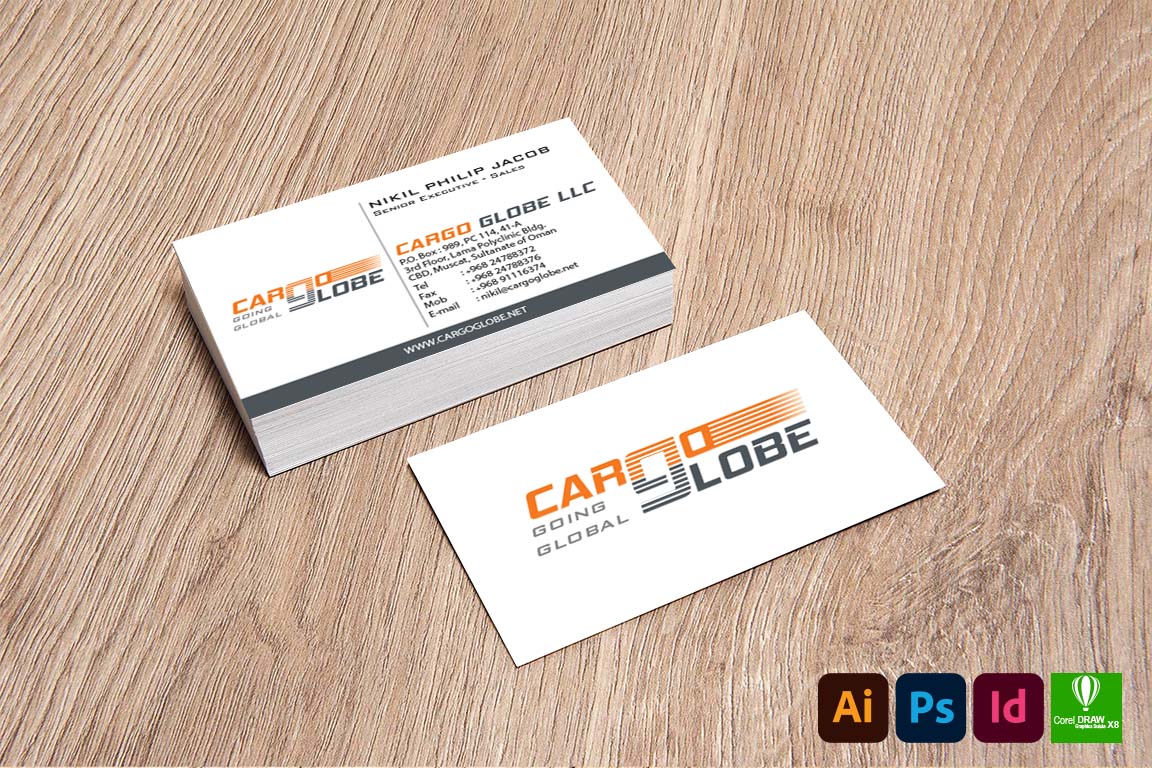 NIKIL PHILIP JACOB
SENIOR EXECUTIVE - SALES
CARGO GLOBE LLC
P.O. Box : 989, PC 114, 41-A
3rd Floor, Lama Polyclinic Bldg.
CBD, Muscat, Sultanate of Oman
Tel : +968 24788372
Fax : +968 24788376
Mob : +968 91116374
E-mail : nikil@cargoglobe.net
CARGO
GLOBE
GOING
GLOBAL
WWW.CARGOGLOBE.NET
CARGO
GLOBE
GOING
GLOBAL
Ai
Ps
Id
Corel DRAW
Graphics Suite X8